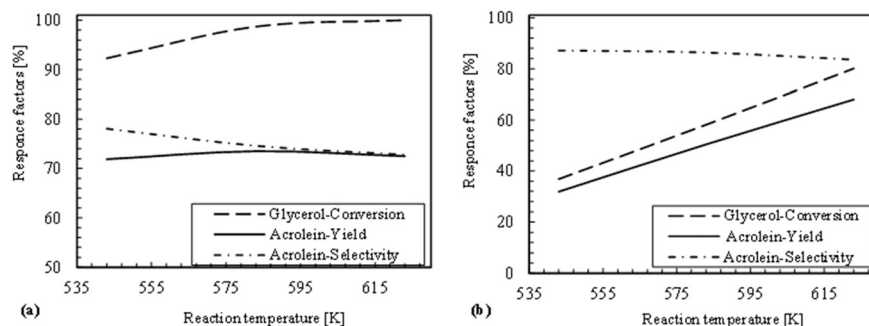 100
90
80
70
60
50
Responce factors [%]
Glycerol-Conversion
Acrolein-Yield
Acrolein-Selectivity
535 555 575 595 615
(a)
Reaction temperature [K]
100
80
60
40
20
0
Responce factors [%]
Glycerol-Conversion
Acrolein-Yield
Acrolein-Selectivity
535 555 575 595 615
(b)
Reaction temperature [K]